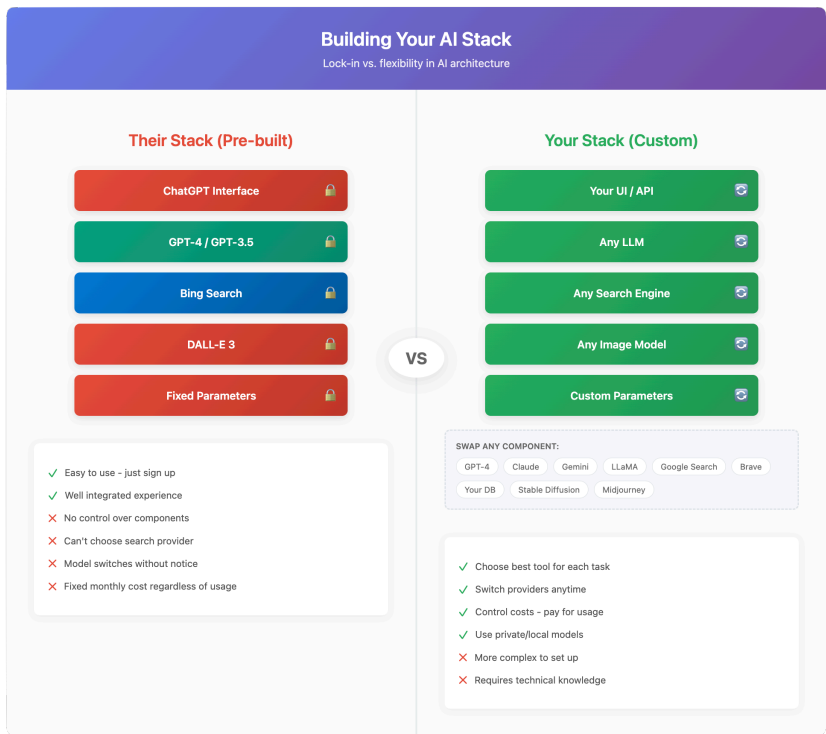 Building Your AI Stack
Lock-in vs. flexibility in AI architecture
Their Stack (Pre-built)
ChatGPT Interface
GPT-4 / GPT-3.5
Bing Search
DALL-E 3
Fixed Parameters
Easy to use - just sign up
Well integrated experience
No control over components
Can't choose search provider
Model switches without notice
Fixed monthly cost regardless of usage
VS
Your Stack (Custom)
Your UI / API
Any LLM
Any Search Engine
Any Image Model
Custom Parameters
SWAP ANY COMPONENT:
GPT-4 Claude Gemini LLaMA Google Search Brave
Your DB Stable Diffusion Midjourney
Choose best tool for each task
Switch providers anytime
Control costs - pay for usage
Use private/local models
More complex to set up
Requires technical knowledge